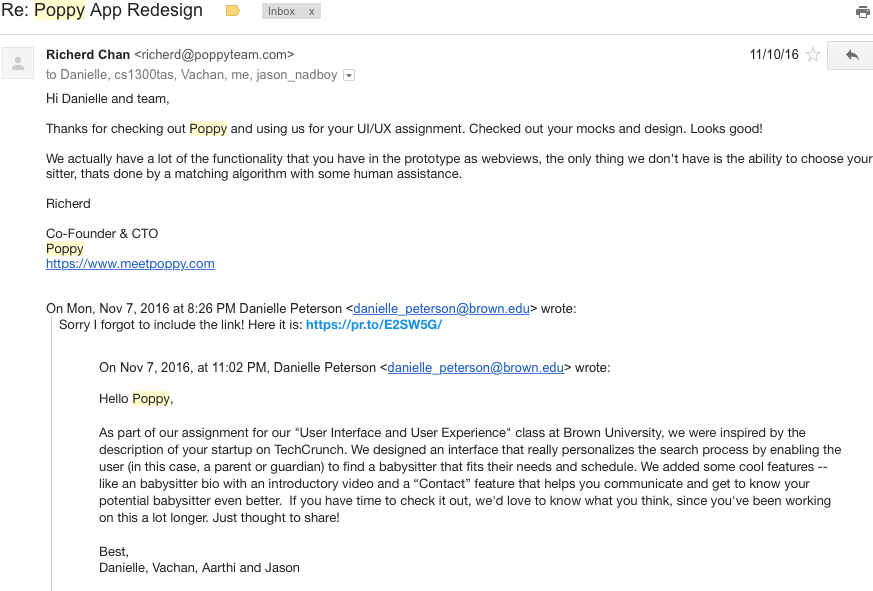 Re: Poppy App Redesign Inbox x
Richerd Chan <richerd@poppyteam.com> 11/10/16
to Danielle, cs1300tas, Vachan, me, jason_nadboy
Hi Danielle and team,
Thanks for checking out Poppy and using us for your UI/UX assignment. Checked out your mocks and design. Looks good!
We actually have a lot of the functionality that you have in the prototype as webviews, the only thing we don't have is the ability to choose your
sitter, thats done by a matching algorithm with some human assistance.
Richerd
Co-Founder & CTO
Poppy
https://www.meetpoppy.com
On Mon, Nov 7, 2016 at 8:26 PM Danielle Peterson <danielle_peterson@brown.edu> wrote:
Sorry I forgot to include the link! Here it is: https://pr.to/E2SW5G/
On Nov 7, 2016, at 11:02 PM, Danielle Peterson <danielle_peterson@brown.edu> wrote:
Hello Poppy,
As part of our assignment for our "User Interface and User Experience" class at Brown University, we were inspired by the
description of your startup on TechCrunch. We designed an interface that really personalizes the search process by enabling the
user (in this case, a parent or guardian) to find a babysitter that fits their needs and schedule. We added some cool features --
like an babysitter bio with an introductory video and a “Contact” feature that helps you communicate and get to know your
potential babysitter even better.  If you have time to check it out, we'd love to know what you think, since you've been working
on this a lot longer. Just thought to share!
Best,
Danielle, Vachan, Aarthi and Jason